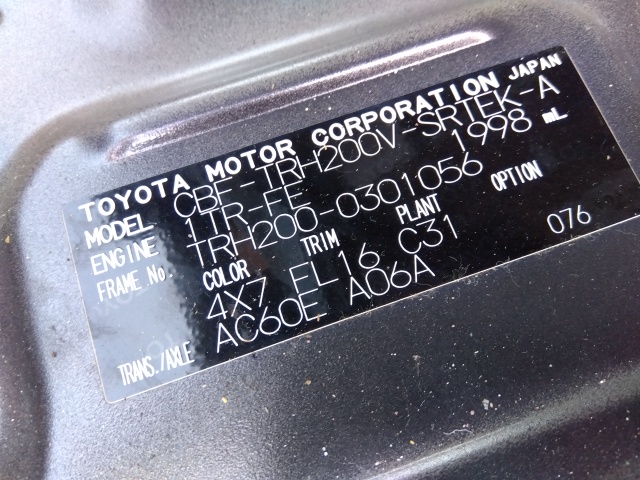 TOYOTA MOTOR CORPORATION JAPAN
MODEL CBF-TRH200V-SRTEK-A
ENGINE 1TR-FE 1998 mL
FRAME No. TRH200-0301056
COLOR TRIM PLANT OPTION
4X7 FL16 C31 076
TRANS./AXLE AC60E A06A